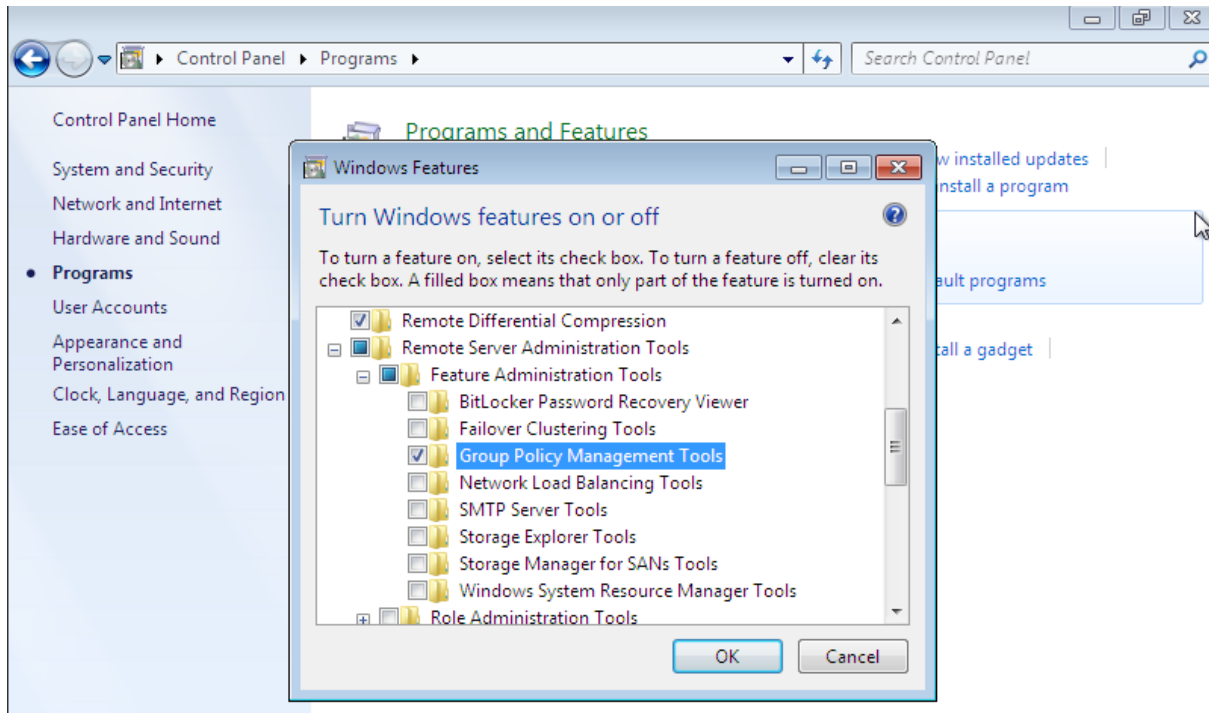 Control Panel Programs
Search Control Panel
Control Panel Home
System and Security
Network and Internet
Hardware and Sound
Programs
User Accounts
Appearance and
Personalization
Clock, Language, and Region
Ease of Access
Programs and Features
installed updates
a program
programs
a gadget
Windows Features
Turn Windows features on or off
To turn a feature on, select its check box. To turn a feature off, clear its
check box. A filled box means that only part of the feature is turned on.
Remote Differential Compression
Remote Server Administration Tools
Feature Administration Tools
BitLocker Password Recovery Viewer
Failover Clustering Tools
Group Policy Management Tools
Network Load Balancing Tools
SMTP Server Tools
Storage Explorer Tools
Storage Manager for SANs Tools
Windows System Resource Manager Tools
Role Administration Tools
OK
Cancel